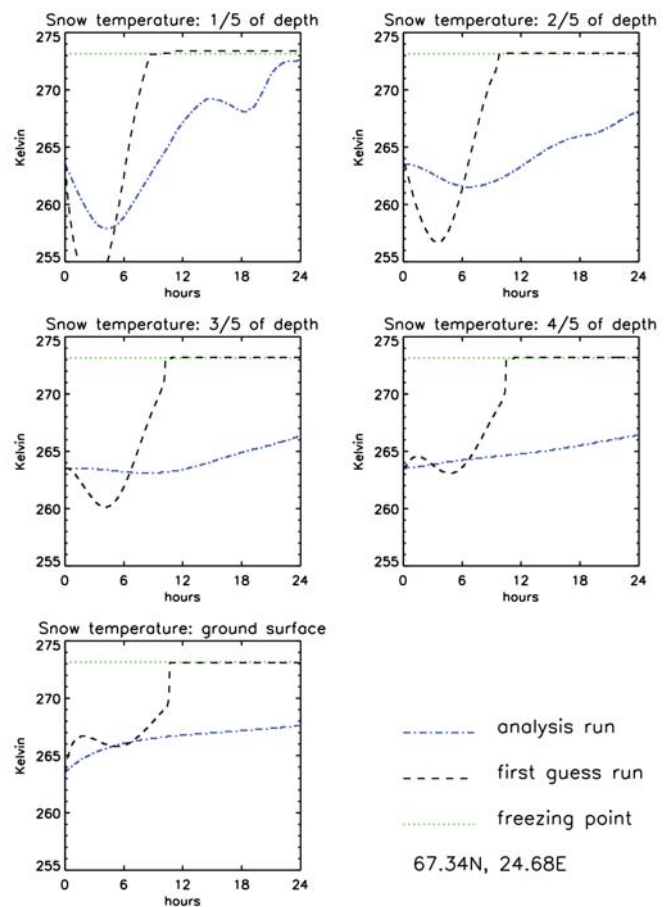 Snow temperature: 1/5 of depth
Snow temperature: 2/5 of depth
275
270
265
260
255
Kelvin
0 6 12 18 24
hours
275
270
265
260
255
Kelvin
0 6 12 18 24
hours
Snow temperature: 3/5 of depth
Snow temperature: 4/5 of depth
275
270
265
260
255
Kelvin
0 6 12 18 24
hours
275
270
265
260
255
Kelvin
0 6 12 18 24
hours
Snow temperature: ground surface
275
270
265
260
255
Kelvin
0 6 12 18 24
hours
analysis run
first guess run
freezing point
67.34N, 24.68E